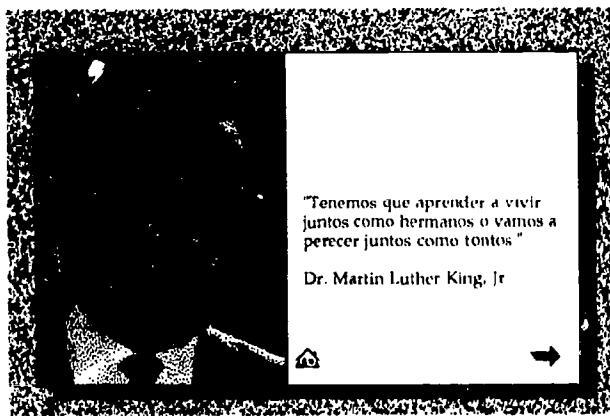 "Tenemos que aprender a vivir
juntos como hermanos o vamos a
perecer juntos como tontos "
Dr. Martin Luther King, Jr